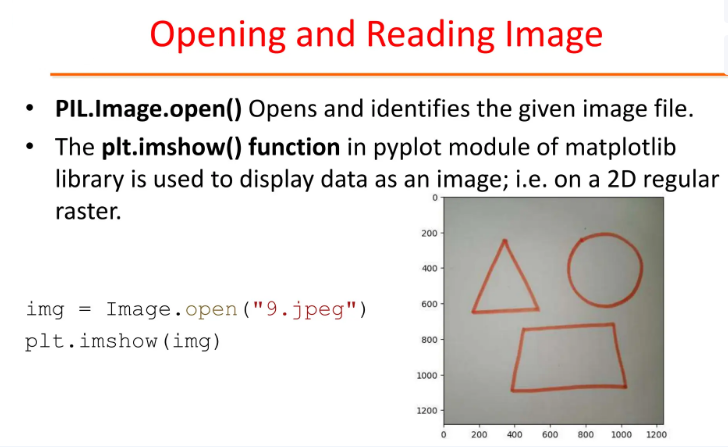 Opening and Reading Image
• PIL.Image.open() Opens and identifies the given image file.
• The plt.imshow() function in pyplot module of matplotlib
library is used to display data as an image; i.e. on a 2D regular
raster.
img = Image.open("9.jpeg")
plt.imshow(img)
0
200
400
600
800
1000
1200
0 200 400 600 800 1000 1200